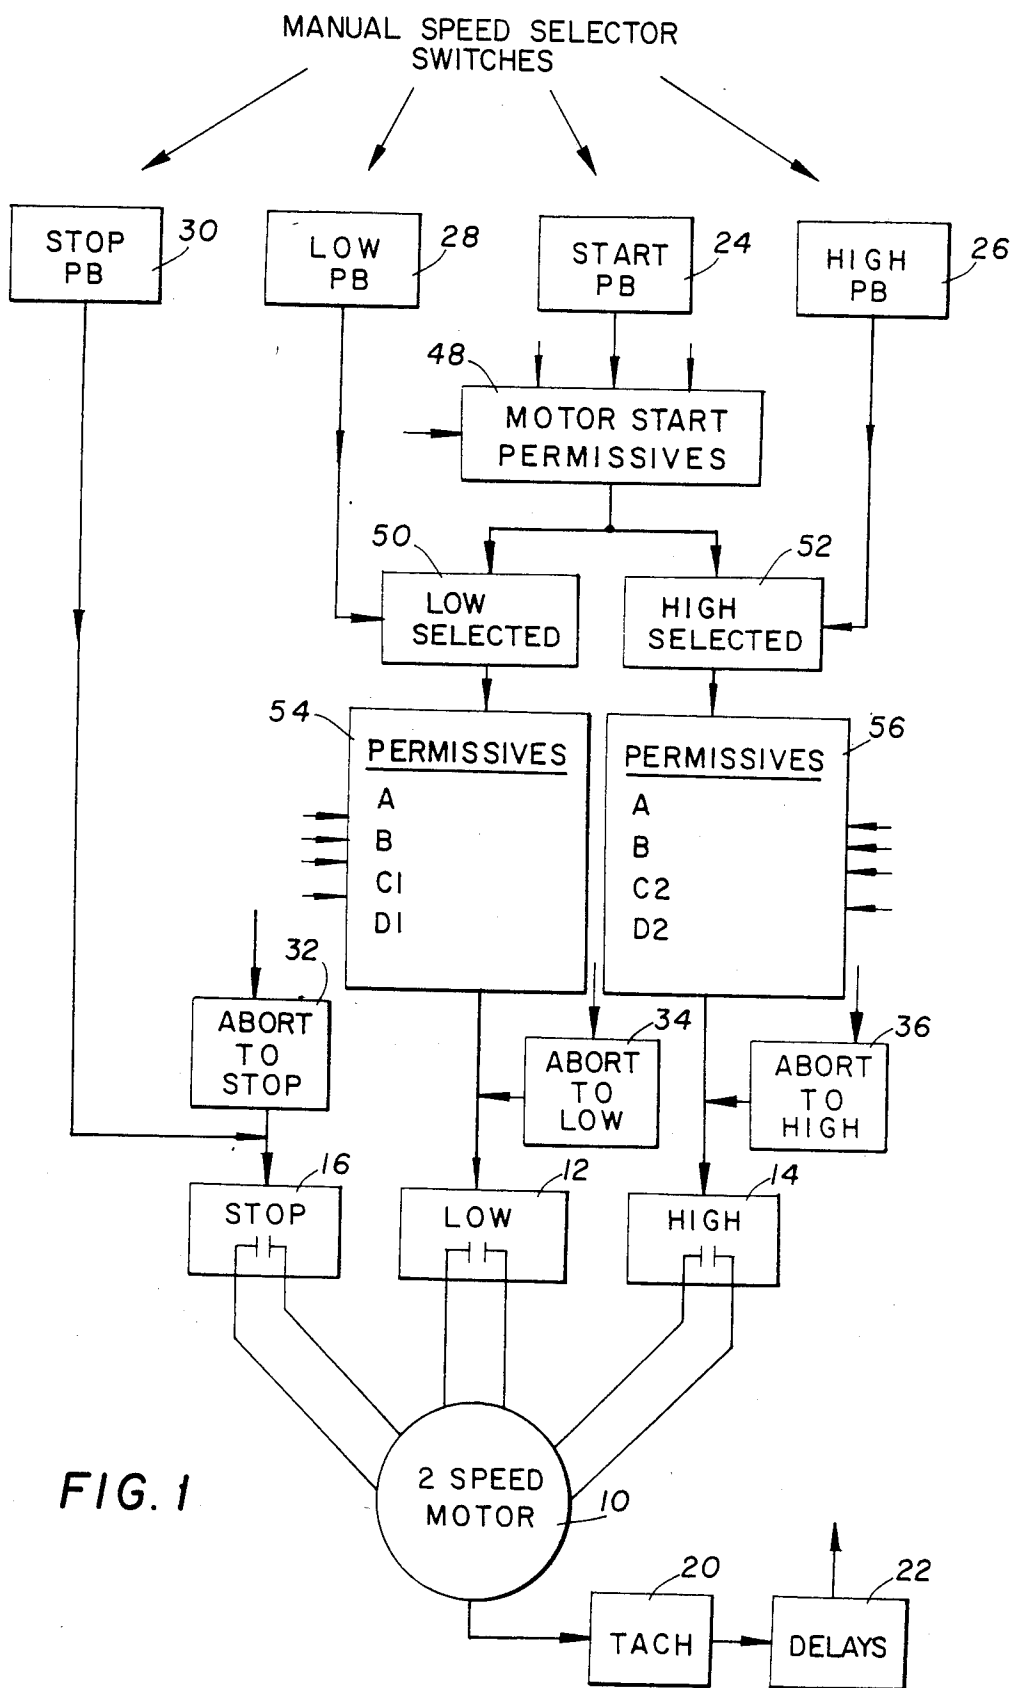 MANUAL SPEED SELECTOR
SWITCHES
STOP
PB
30
LOW
PB
28
START
PB
24
HIGH
PB
26
48
MOTOR START
PERMISSIVES
50
LOW
SELECTED
52
HIGH
SELECTED
54
PERMISSIVES
A
B
C1
D1
56
PERMISSIVES
A
B
C2
D2
32
ABORT
TO
STOP
34
ABORT
TO
LOW
36
ABORT
TO
HIGH
16
STOP
12
LOW
14
HIGH
2 SPEED
MOTOR
10
FIG. 1
20
TACH
22
DELAYS